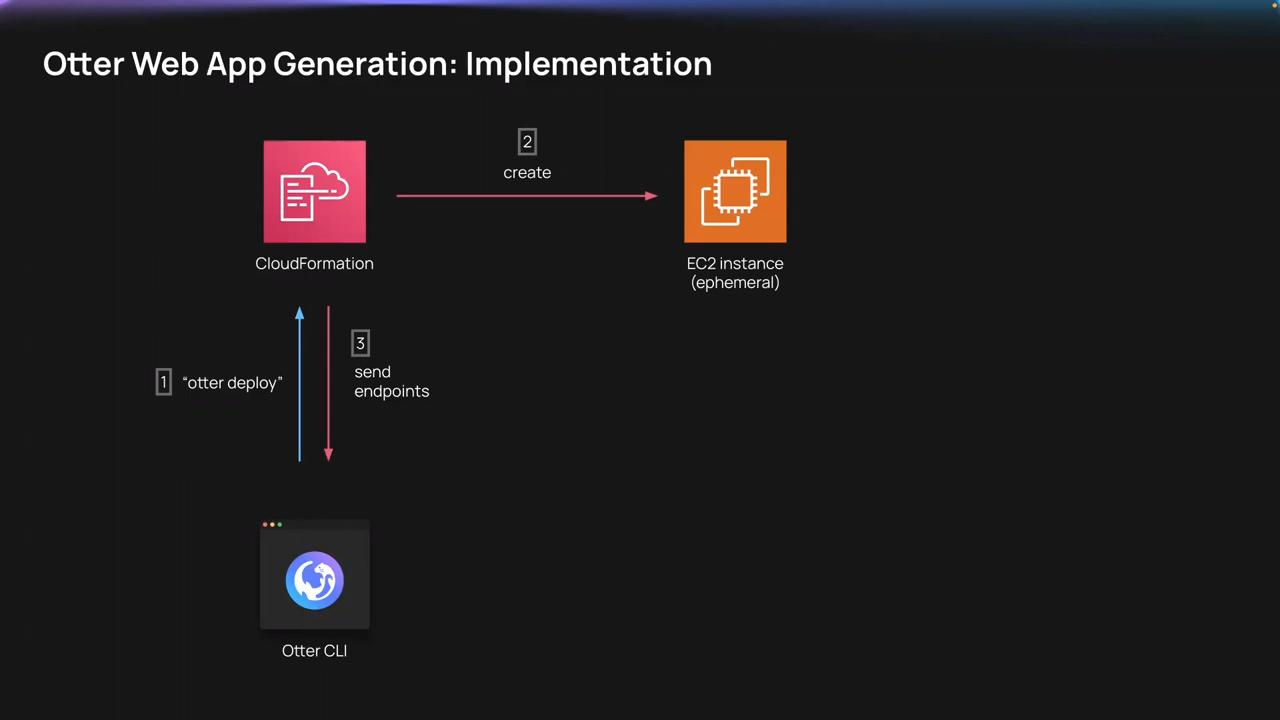 Otter Web App Generation: Implementation
2
create
CloudFormation
EC2 instance
(ephemeral)
3
send
endpoints
1 “otter deploy”
Otter CLI